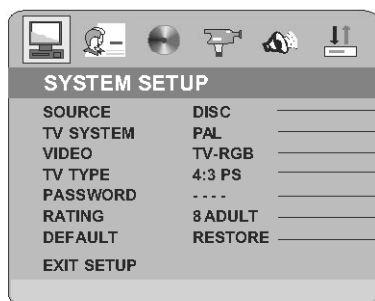 SYSTEM SETUP
SOURCE DISC
TV SYSTEM PAL
VIDEO TV-RGB
TV TYPE 4:3 PS
PASSWORD - - - -
RATING 8 ADULT
DEFAULT RESTORE
EXIT SETUP